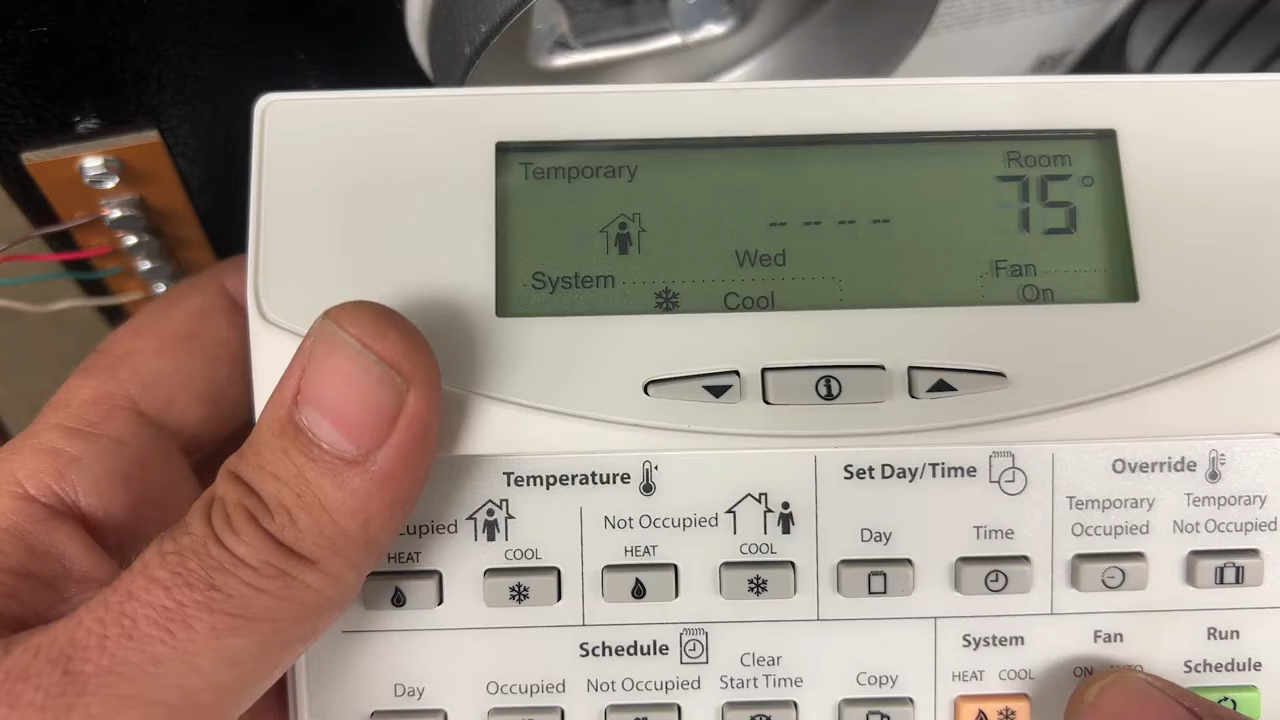 Temporary
Room
75°
- - - -
Wed
System
Fan
Cool
On
Temperature
Set Day/Time
Override
HEAT
COOL
Not Occupied
HEAT
COOL
Day
Time
Temporary
Occupied
Temporary
Not Occupied
Schedule
Day
Occupied
Not Occupied
Clear
Start Time
Copy
System
HEAT COOL
Fan
ON AUTO
Run
Schedule